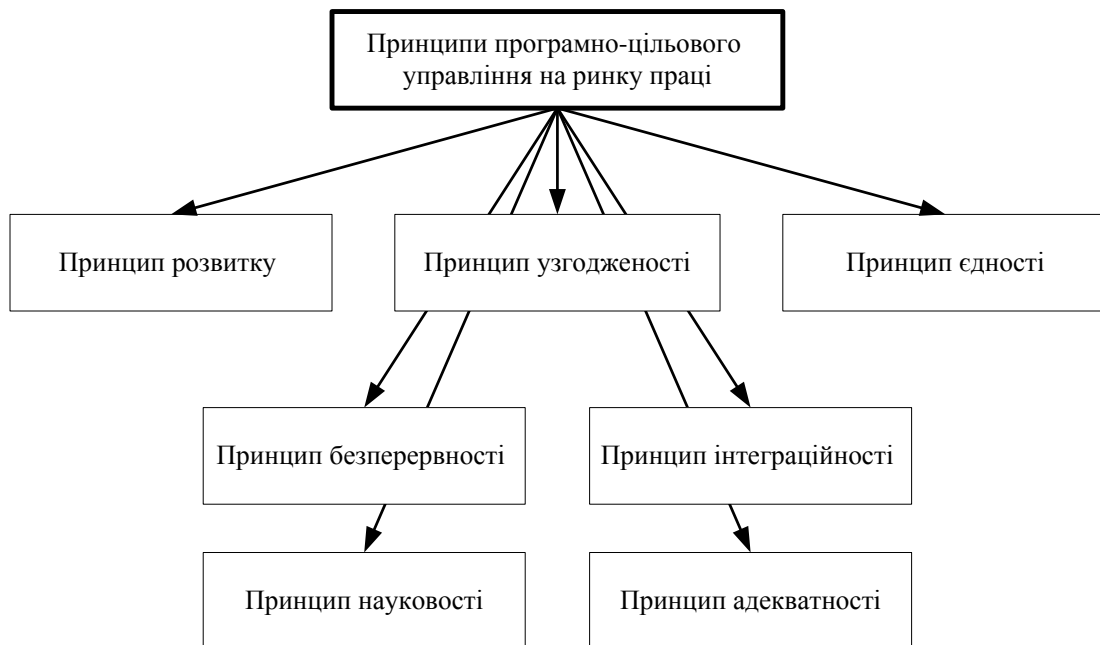 Принципи програмно-цільового
управління на ринку праці
Принцип розвитку
Принцип узгодженості
Принцип єдності
Принцип безперервності
Принцип інтеграційності
Принцип науковості
Принцип адекватності